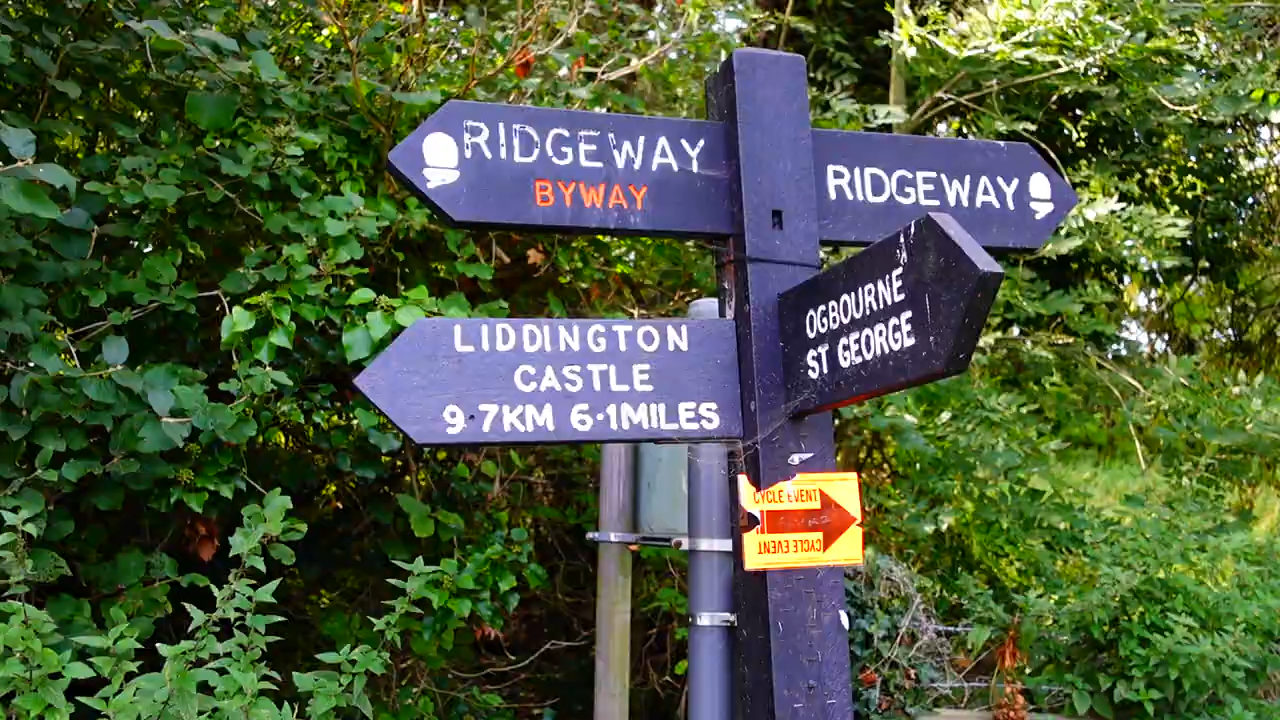 RIDGEWAY
BYWAY
RIDGEWAY
OGBOURNE
ST GEORGE
LIDDINGTON
CASTLE
9·7KM 6·1MILES
CYCLE EVENT
CYCLE EVENT